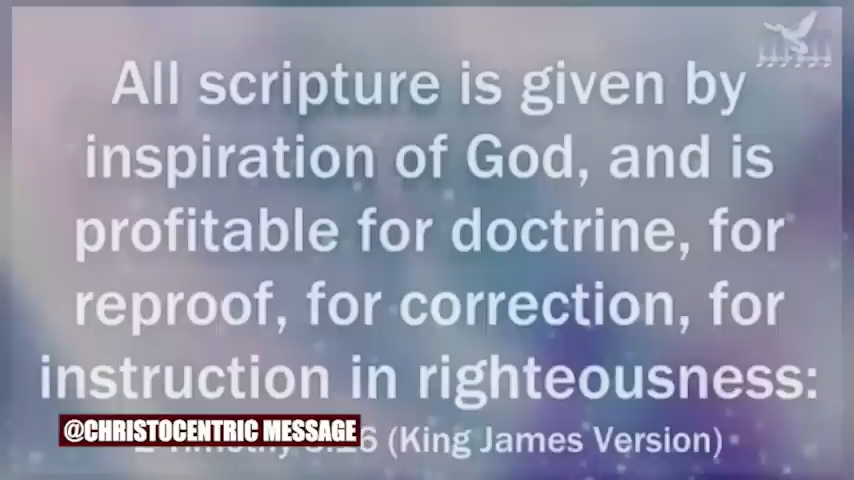 All scripture is given by
inspiration of God, and is
profitable for doctrine, for
reproof, for correction, for
instruction in righteousness:
@CHRISTOCENTRIC MESSAGE
2 Timothy 3:16 (King James Version)